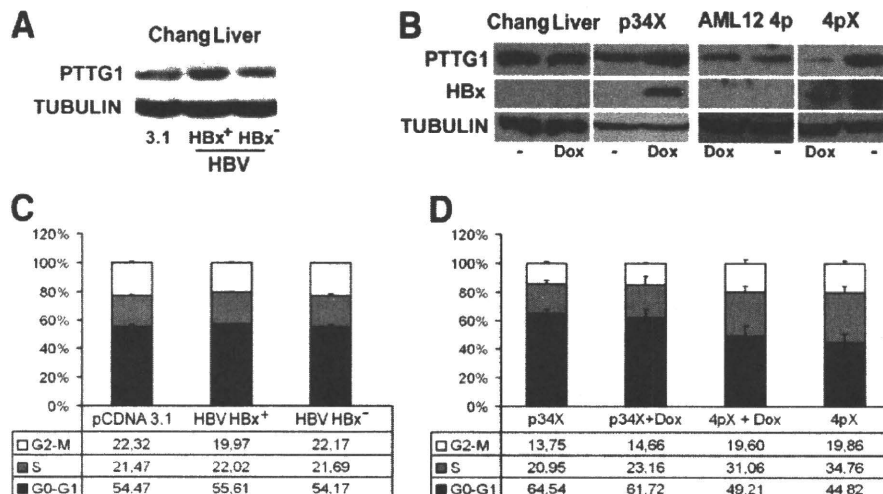 A
Chang Liver
PTTG1
TUBULIN
3.1 HBx+ HBx-
HBV
B
Chang Liver p34X AML12 4p 4pX
PTTG1
HBx
TUBULIN
- Dox - Dox Dox - Dox -
C
120%
100%
80%
60%
40%
20%
0%
pCDNA 3.1 HBV HBx+ HBV HBx-
G2-M 22,32 19,97 22,17
S 21,47 22,02 21,69
G0-G1 54,47 55,61 54,17
D
120%
100%
80%
60%
40%
20%
0%
p34X p34X+Dox 4pX + Dox 4pX
G2-M 13,75 14,66 19,60 19,86
S 20,95 23,16 31,06 34,76
G0-G1 64,54 61,72 49,21 44,82